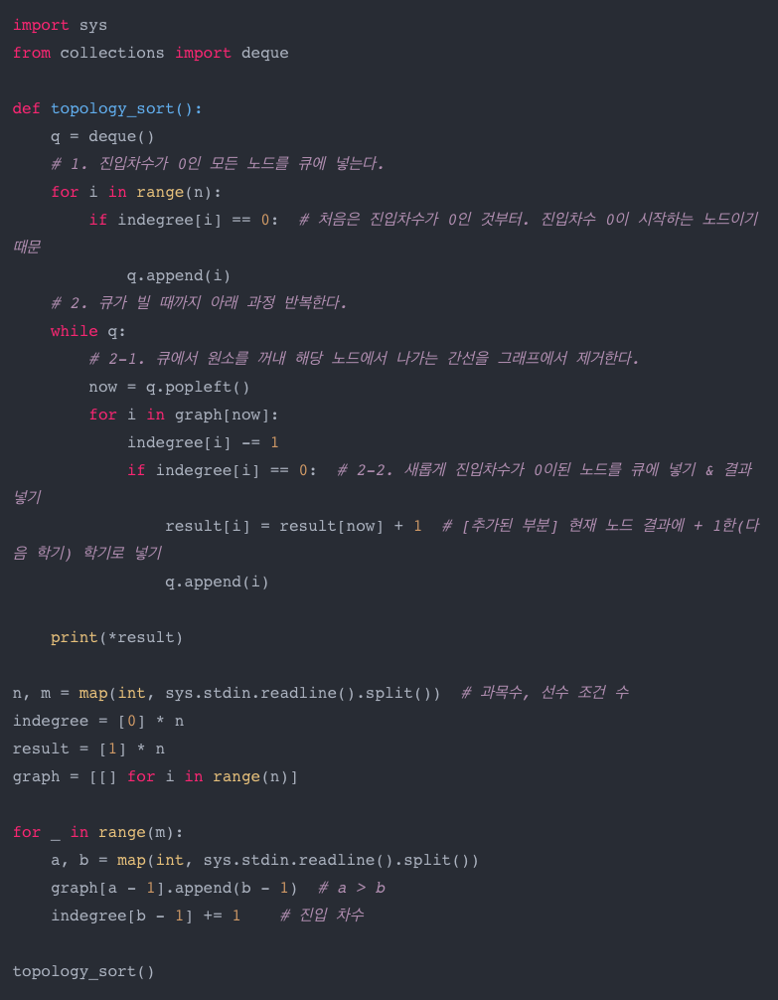 import sys
from collections import deque

def topology_sort():
    q = deque()
    # 1. 진입차수가 0인 모든 노드를 큐에 넣는다.
    for i in range(n):
        if indegree[i] == 0:  # 처음은 진입차수가 0인 것부터. 진입차수 0이 시작하는 노드이기
때문
            q.append(i)
    # 2. 큐가 빌 때까지 아래 과정 반복한다.
    while q:
        # 2-1. 큐에서 원소를 꺼내 해당 노드에서 나가는 간선을 그래프에서 제거한다.
        now = q.popleft()
        for i in graph[now]:
            indegree[i] -= 1
            if indegree[i] == 0:  # 2-2. 새롭게 진입차수가 0이된 노드를 큐에 넣기 & 결과
넣기
                result[i] = result[now] + 1  # [추가된 부분] 현재 노드 결과에 + 1한(다
음 학기) 학기로 넣기
                q.append(i)

    print(*result)

n, m = map(int, sys.stdin.readline().split())  # 과목수, 선수 조건 수
indegree = [0] * n
result = [1] * n
graph = [[] for i in range(n)]

for _ in range(m):
    a, b = map(int, sys.stdin.readline().split())
    graph[a - 1].append(b - 1)  # a > b
    indegree[b - 1] += 1    # 진입 차수

topology_sort()